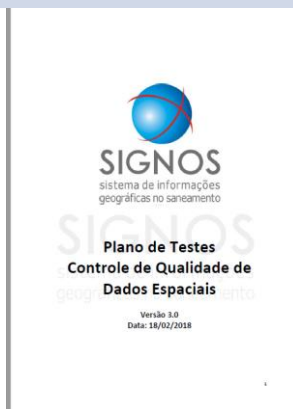 SIGNOS
sistema de informações
geográficas no saneamento
Plano de Testes
Controle de Qualidade de
Dados Espaciais
Versão 3.0
Data: 18/02/2018